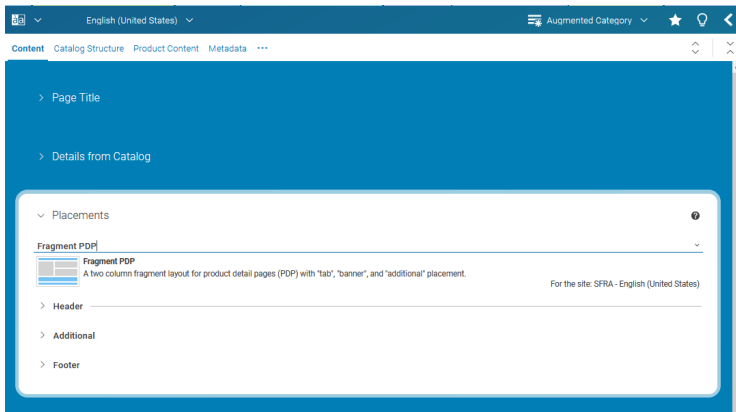 English (United States)
Augmented Category
Content Catalog Structure Product Content Metadata ...
Page Title
Details from Catalog
Placements
Fragment PDP
Fragment PDP
A two column fragment layout for product detail pages (PDP) with "tab", "banner", and "additional" placement.
For the site: SFRA - English (United States)
Header
Additional
Footer